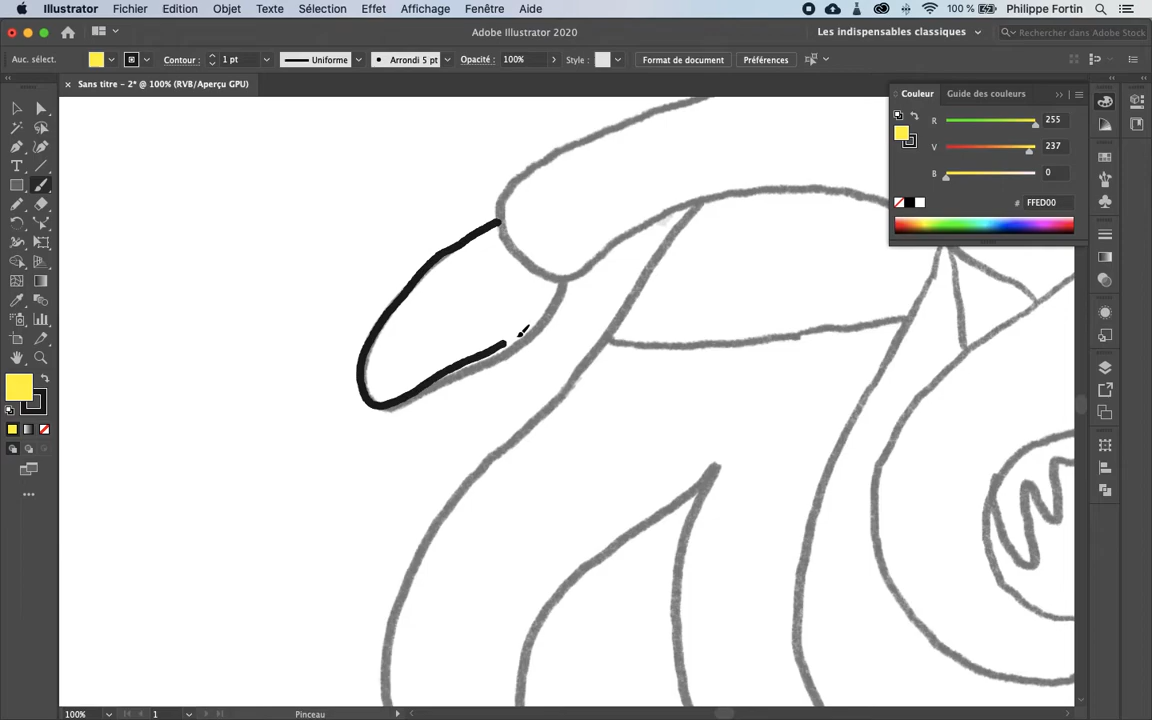 Illustrator Fichier Edition Objet Texte Sélection Effet Affichage Fenêtre Aide 100 % Philippe Fortin
Adobe Illustrator 2020 Les indispensables classiques Rechercher dans Adobe Stock
Auc. sélect. Contour : 1 pt Uniforme Arrondi 5 pt Opacité : 100% Style : Format de document Préférences
× Sans titre - 2* @ 100% (RVB/Aperçu GPU)
Couleur Guide des couleurs
R 255
V 237
B 0
# FFED00
100% 1 Pinceau